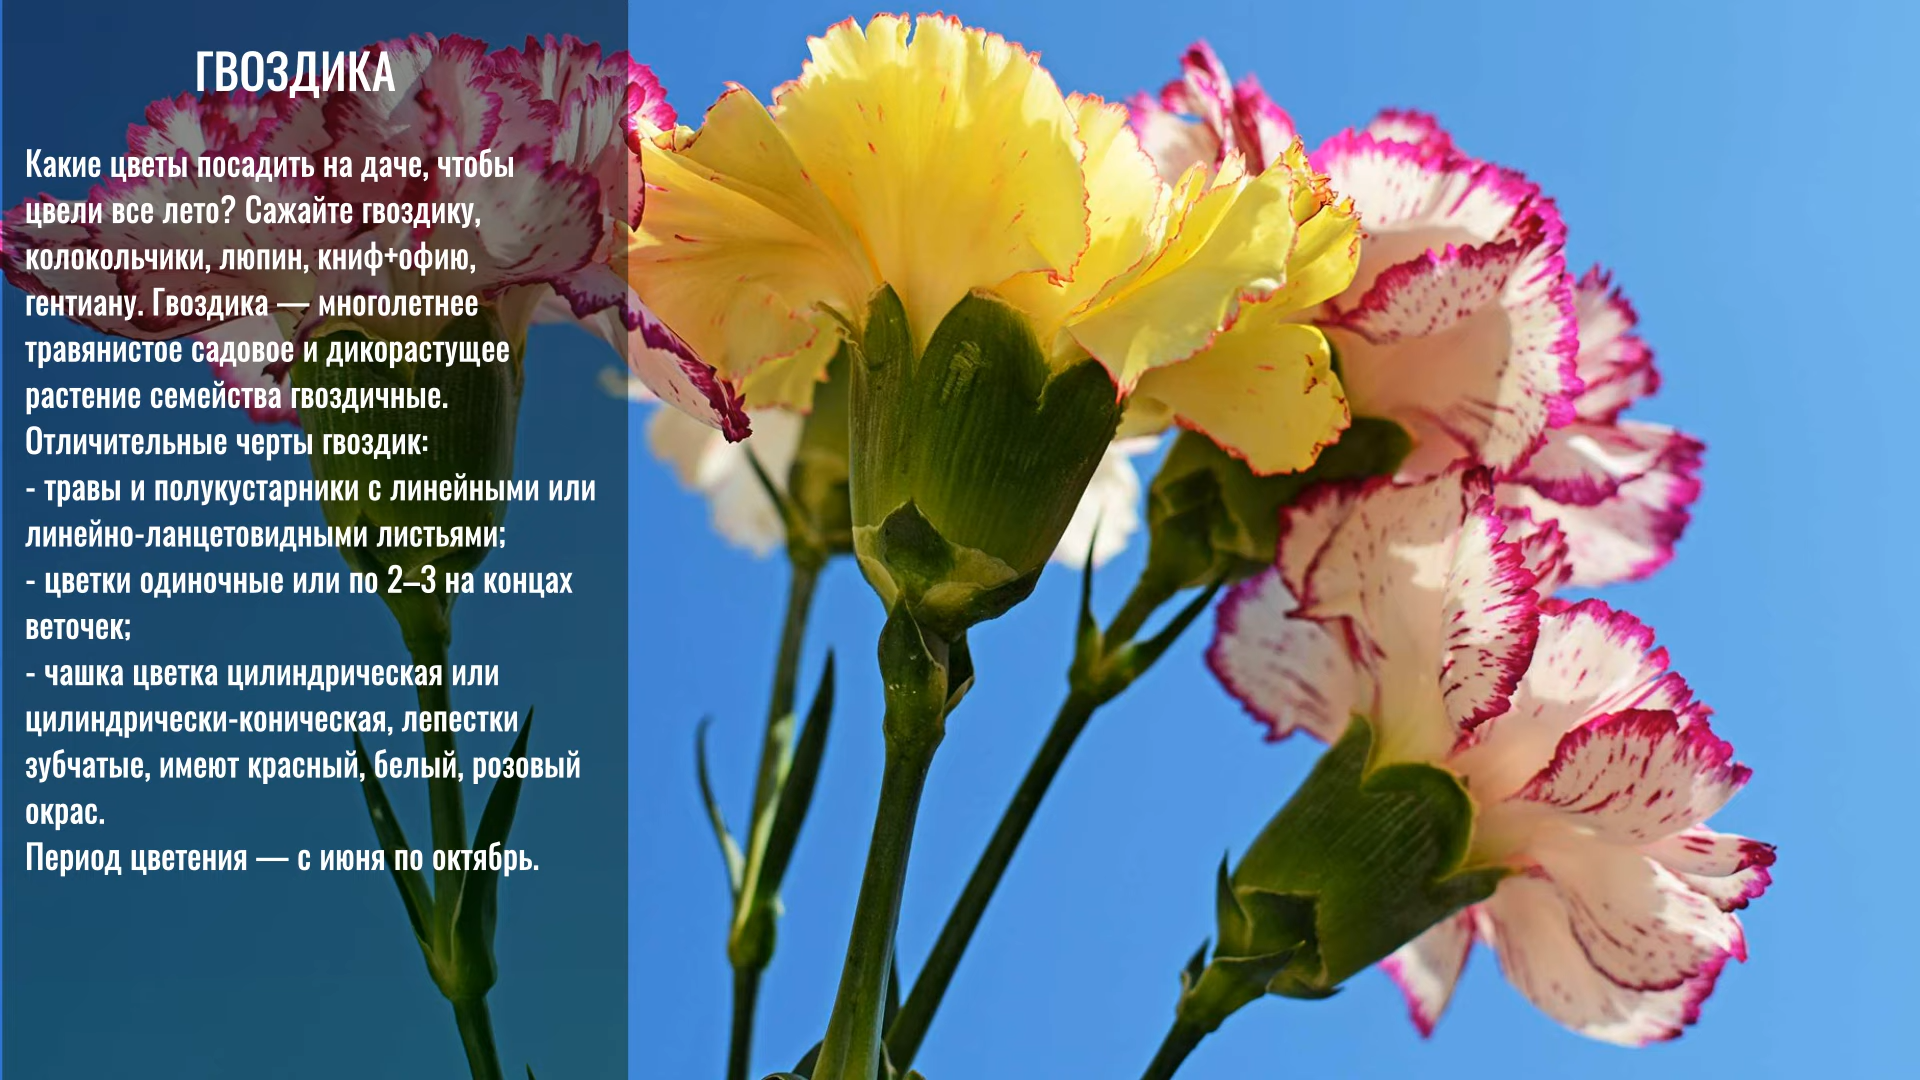 ГВОЗДИКА
Какие цветы посадить на даче, чтобы
цвели все лето? Сажайте гвоздику,
колокольчики, люпин, книф+офию,
гентиану. Гвоздика — многолетнее
травянистое садовое и дикорастущее
растение семейства гвоздичные.
Отличительные черты гвоздик:
- травы и полукустарники с линейными или
линейно-ланцетовидными листьями;
- цветки одиночные или по 2–3 на концах
веточек;
- чашка цветка цилиндрическая или
цилиндрически-коническая, лепестки
зубчатые, имеют красный, белый, розовый
окрас.
Период цветения — с июня по октябрь.